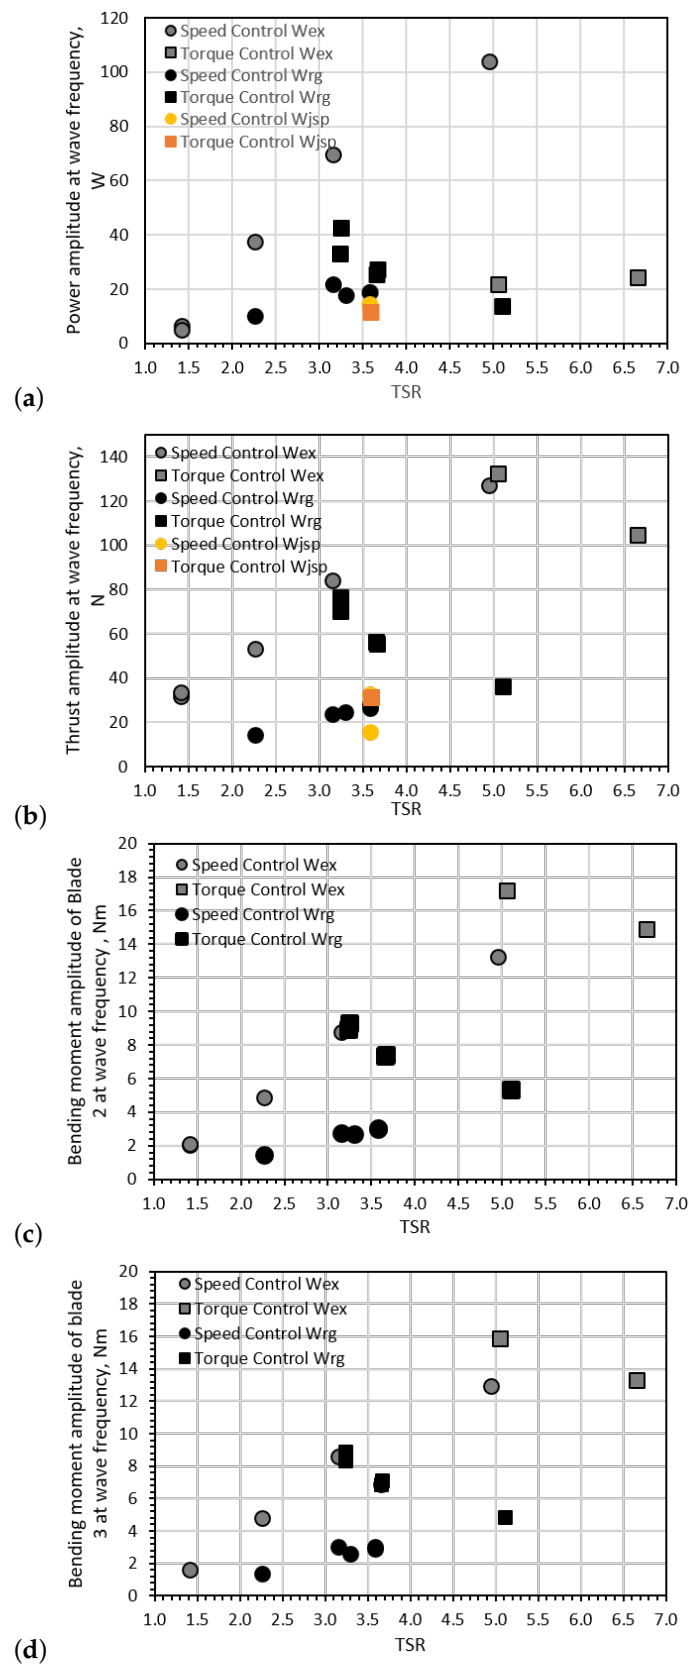 Power amplitude at wave frequency,
W
120
100
80
60
40
20
0
Speed Control Wex
Torque Control Wex
Speed Control Wrg
Torque Control Wrg
Speed Control Wjsp
Torque Control Wjsp
1.0 1.5 2.0 2.5 3.0 3.5 4.0 4.5 5.0 5.5 6.0 6.5 7.0
TSR
(a)
Thrust amplitude at wave frequency,
N
140
120
100
80
60
40
20
0
Speed Control Wex
Torque Control Wex
Speed Control Wrg
Torque Control Wrg
Speed Control Wjsp
Torque Control Wjsp
1.0 1.5 2.0 2.5 3.0 3.5 4.0 4.5 5.0 5.5 6.0 6.5 7.0
TSR
(b)
Bending moment amplitude of Blade
2 at wave frequency , Nm
20
18
16
14
12
10
8
6
4
2
0
Speed Control Wex
Torque Control Wex
Speed Control Wrg
Torque Control Wrg
1.0 1.5 2.0 2.5 3.0 3.5 4.0 4.5 5.0 5.5 6.0 6.5 7.0
TSR
(c)
Bending moment amplitude of blade
3 at wave frequency, Nm
20
18
16
14
12
10
8
6
4
2
0
Speed Control Wex
Torque Control Wex
Speed Control Wrg
Torque Control Wrg
1.0 1.5 2.0 2.5 3.0 3.5 4.0 4.5 5.0 5.5 6.0 6.5 7.0
TSR
(d)